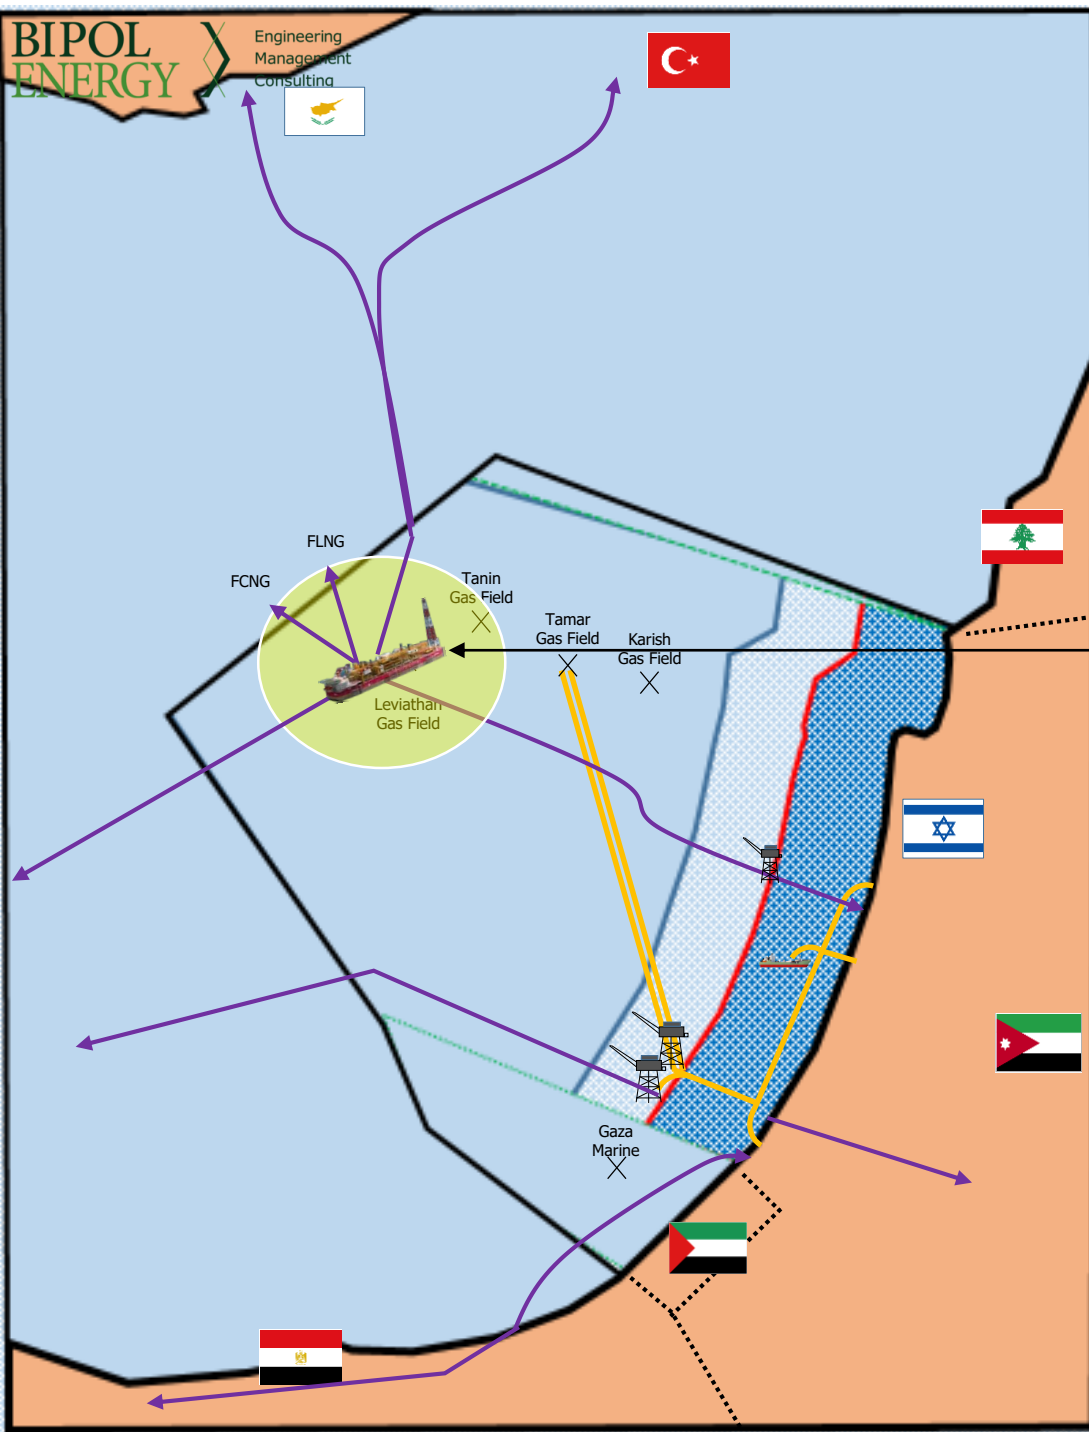 BIPOL
ENERGY
Engineering
Management
Consulting
FLNG
FCNG
Tanin
Gas Field
Tamar
Gas Field
Karish
Gas Field
Leviathan
Gas Field
Gaza
Marine